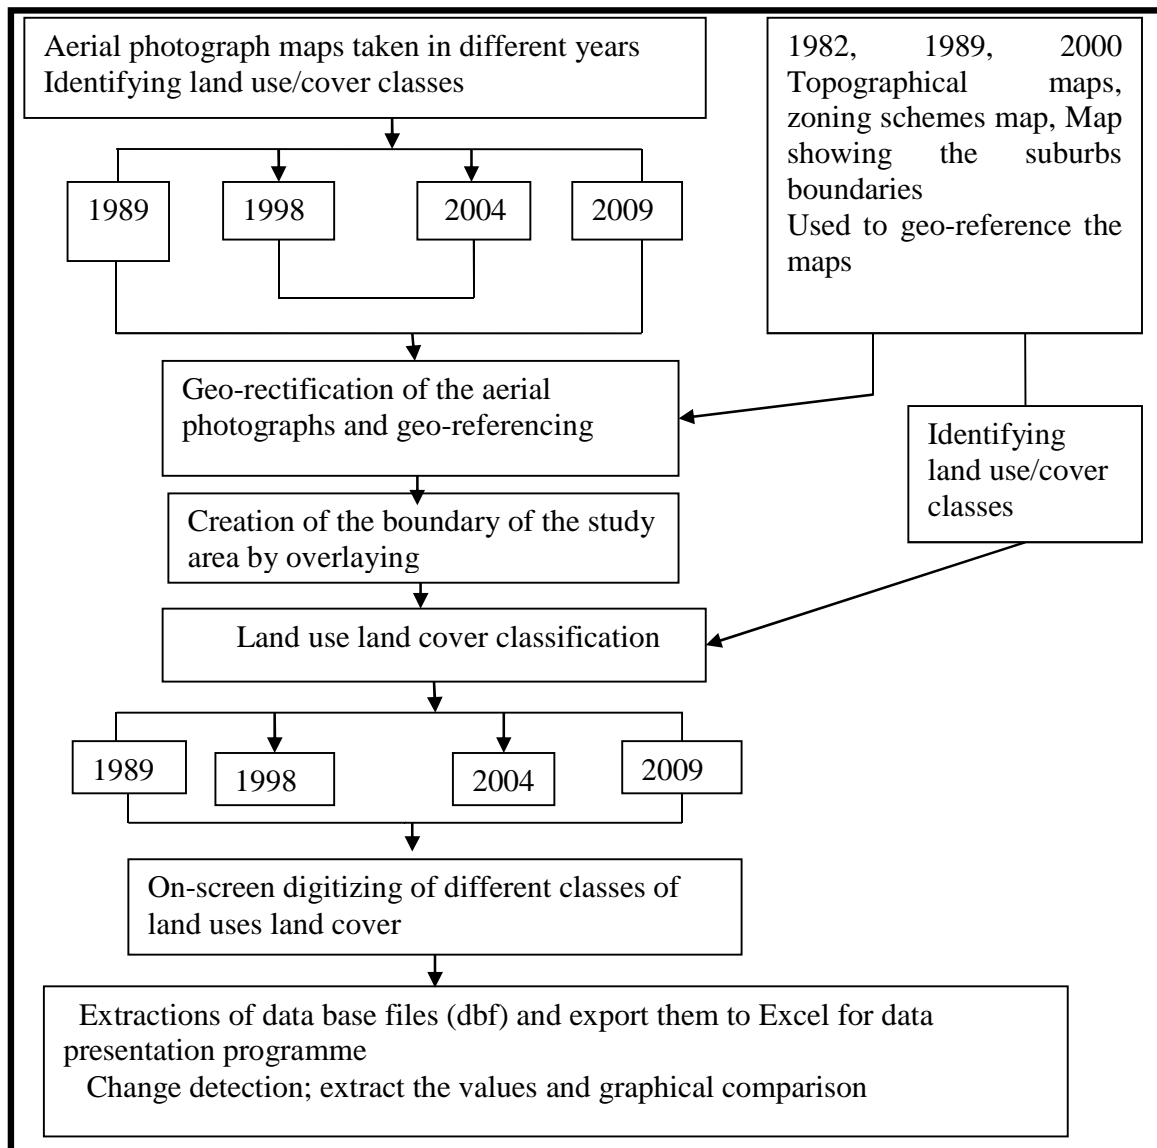 Aerial photograph maps taken in different years
Identifying land use/cover classes
1982, 1989, 2000
Topographical maps,
zoning schemes map, Map
showing the suburbs
boundaries
Used to geo-reference the
maps
1989
1998
2004
2009
Geo-rectification of the aerial
photographs and geo-referencing
Identifying
land use/cover
classes
Creation of the boundary of the study
area by overlaying
Land use land cover classification
1989
1998
2004
2009
On-screen digitizing of different classes of
land uses land cover
Extractions of data base files (dbf) and export them to Excel for data
presentation programme
Change detection; extract the values and graphical comparison